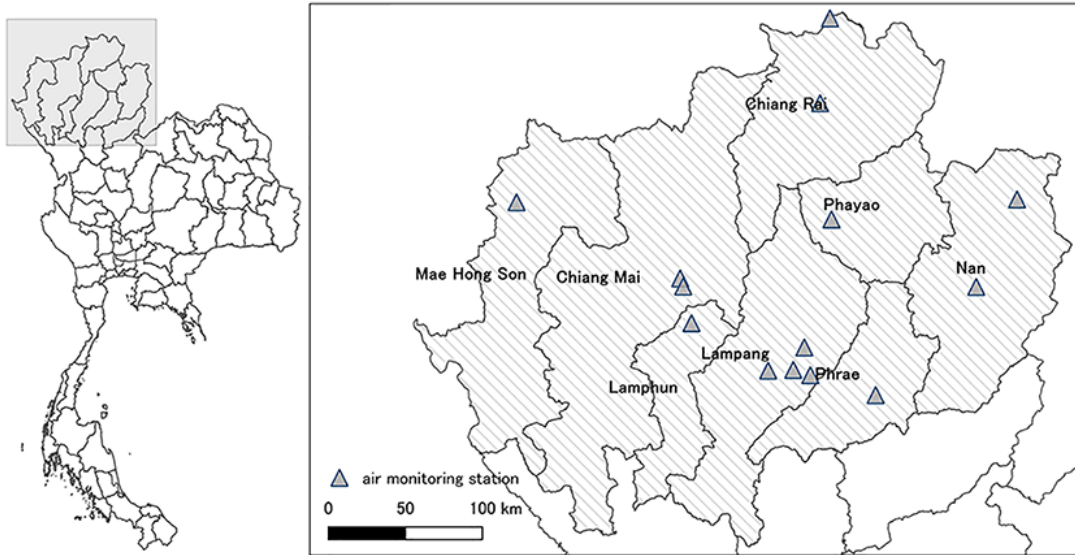 Chiang Rai
Phayao
Mae Hong Son
Chiang Mai
Nan
Lampang
Lamphun
Phrae
air monitoring station
0 50 100 km